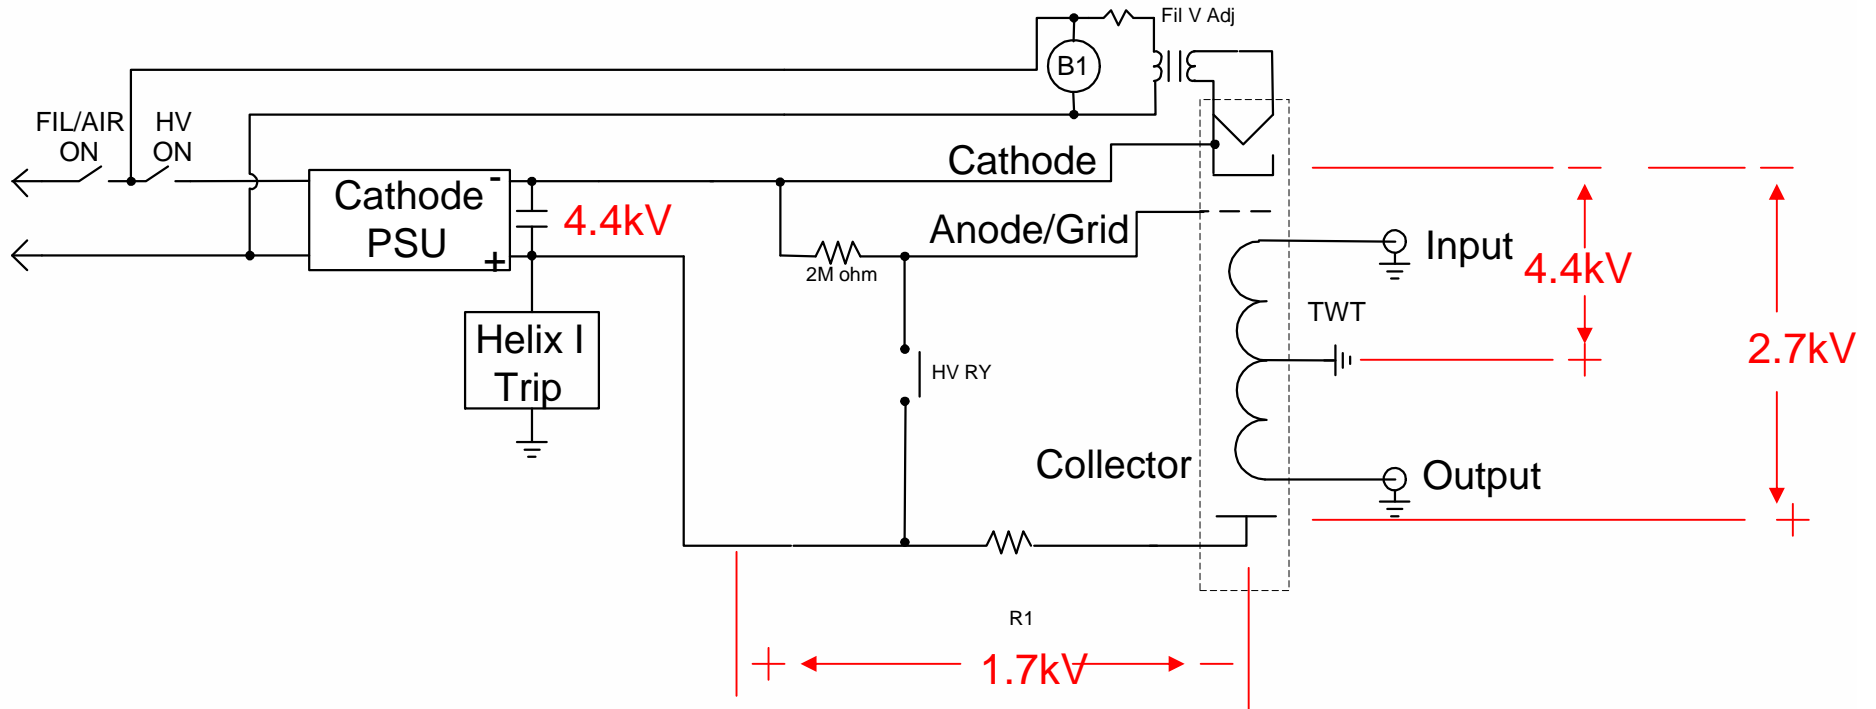 Fil V Adj
B1
FIL/AIR
ON
HV
ON
Cathode
PSU
-
+
4.4kV
Cathode
Anode/Grid
2M ohm
Input
4.4kV
TWT
2.7kV
Helix I
Trip
HV RY
Collector
Output
R1
1.7kV